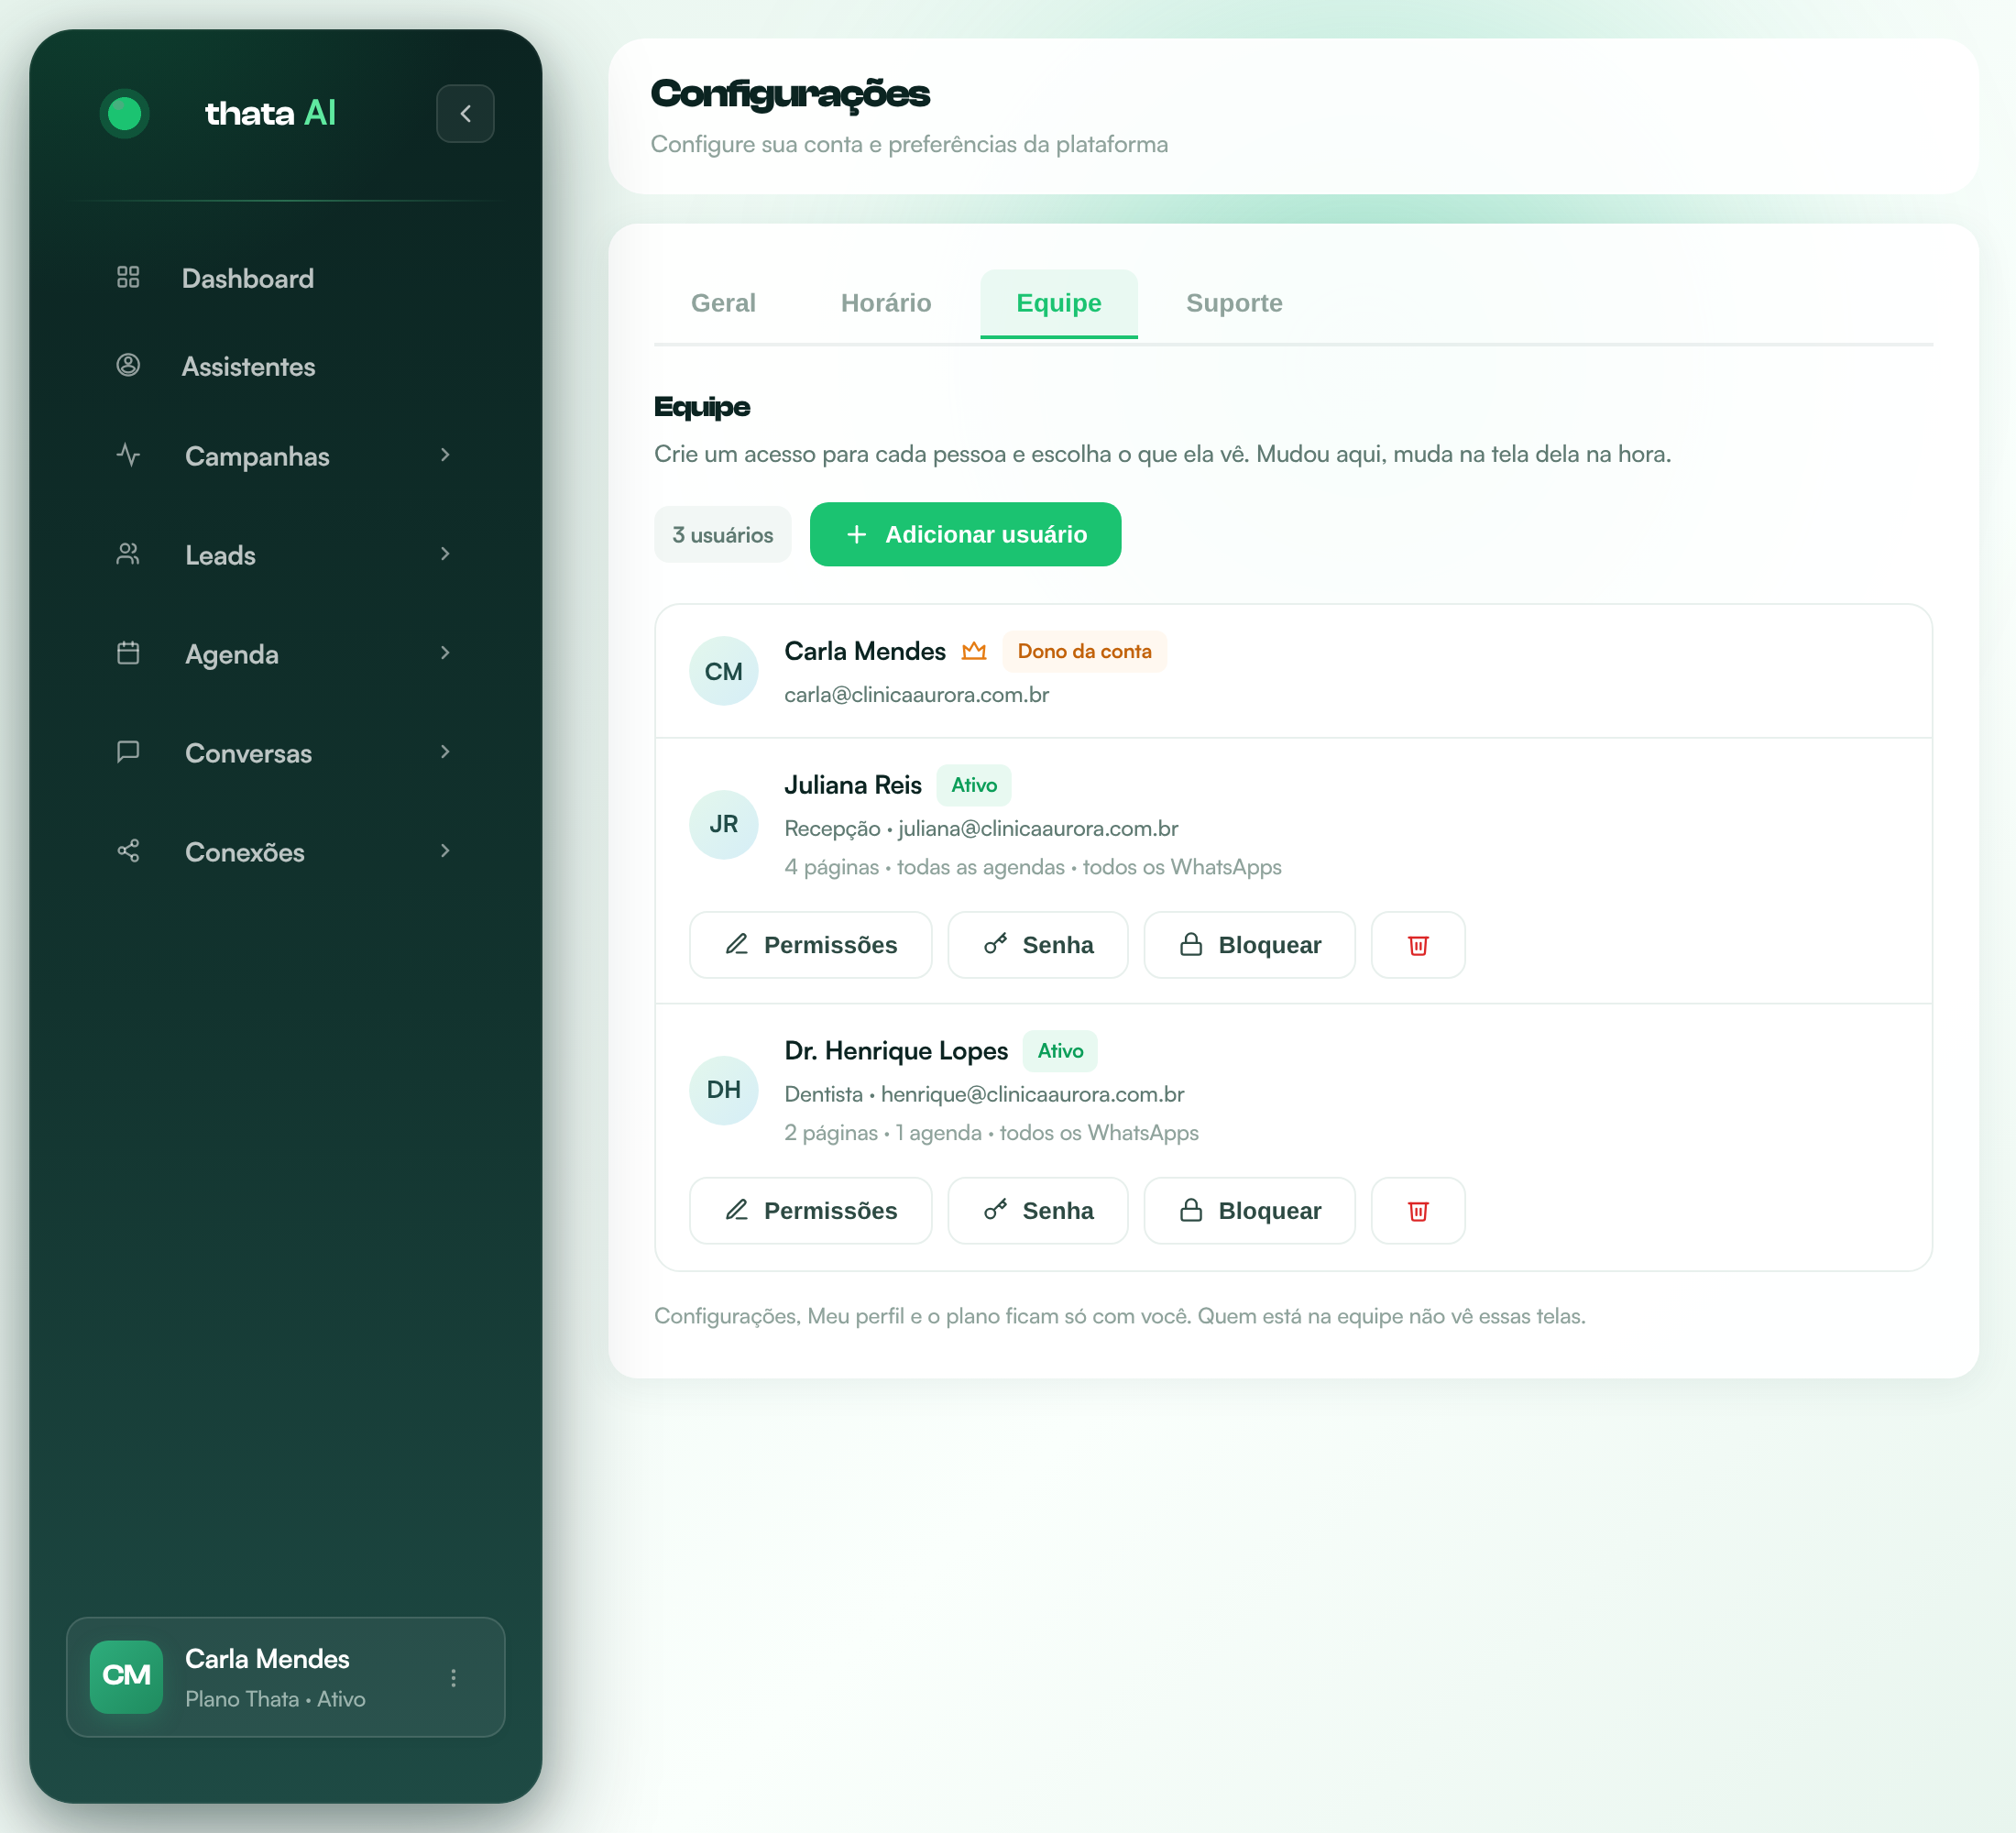 thata AI
Dashboard
Assistentes
Campanhas
Leads
Agenda
Conversas
Conexões
CM
Carla Mendes
Plano Thata · Ativo
Configurações
Configure sua conta e preferências da plataforma
Geral Horário Equipe Suporte
Equipe
Crie um acesso para cada pessoa e escolha o que ela vê. Mudou aqui, muda na tela dela na hora.
3 usuários + Adicionar usuário
CM
Carla Mendes Dono da conta
carla@clinicaaurora.com.br
JR
Juliana Reis Ativo
Recepção · juliana@clinicaaurora.com.br
4 páginas · todas as agendas · todos os WhatsApps
Permissões Senha Bloquear
DH
Dr. Henrique Lopes Ativo
Dentista · henrique@clinicaaurora.com.br
2 páginas · 1 agenda · todos os WhatsApps
Permissões Senha Bloquear
Configurações, Meu perfil e o plano ficam só com você. Quem está na equipe não vê essas telas.